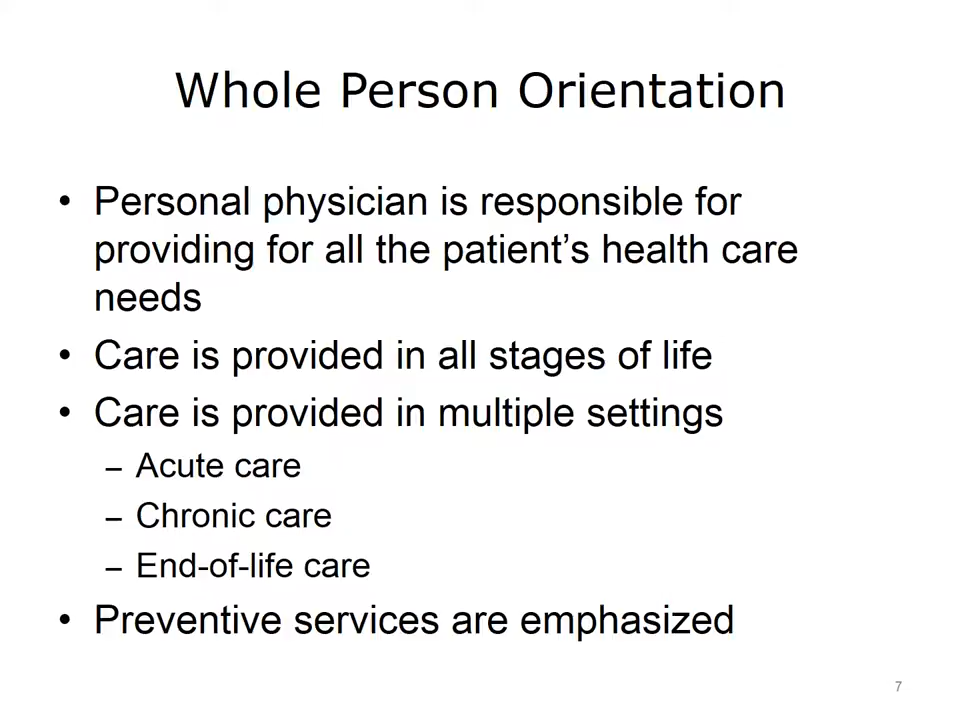 Whole Person Orientation
• Personal physician is responsible for
providing for all the patient’s health care
needs
• Care is provided in all stages of life
• Care is provided in multiple settings
– Acute care
– Chronic care
– End-of-life care
• Preventive services are emphasized
7